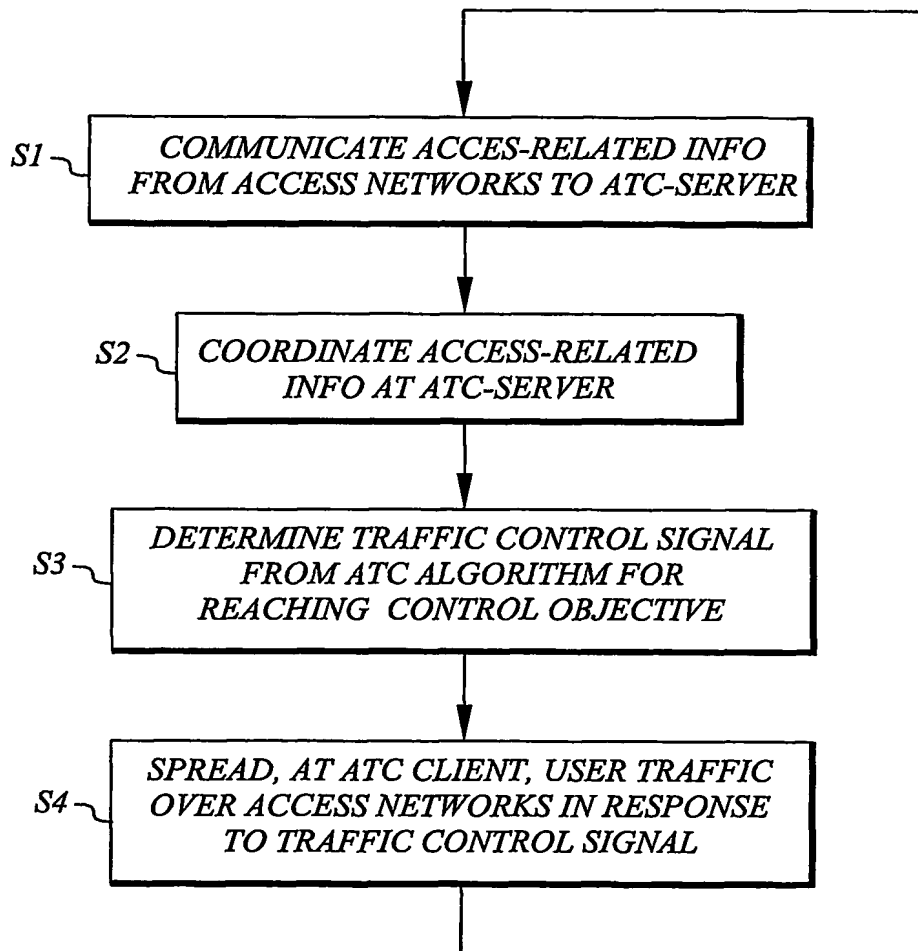 S1
COMMUNICATE ACCES-RELATED INFO
FROM ACCESS NETWORKS TO ATC-SERVER
S2
COORDINATE ACCESS-RELATED
INFO AT ATC-SERVER
S3
DETERMINE TRAFFIC CONTROL SIGNAL
FROM ATC ALGORITHM FOR
REACHING CONTROL OBJECTIVE
S4
SPREAD, AT ATC CLIENT, USER TRAFFIC
OVER ACCESS NETWORKS IN RESPONSE
TO TRAFFIC CONTROL SIGNAL